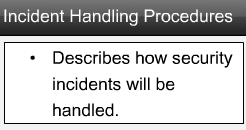 Incident Handling Procedures
• Describes how security
incidents will be
handled.